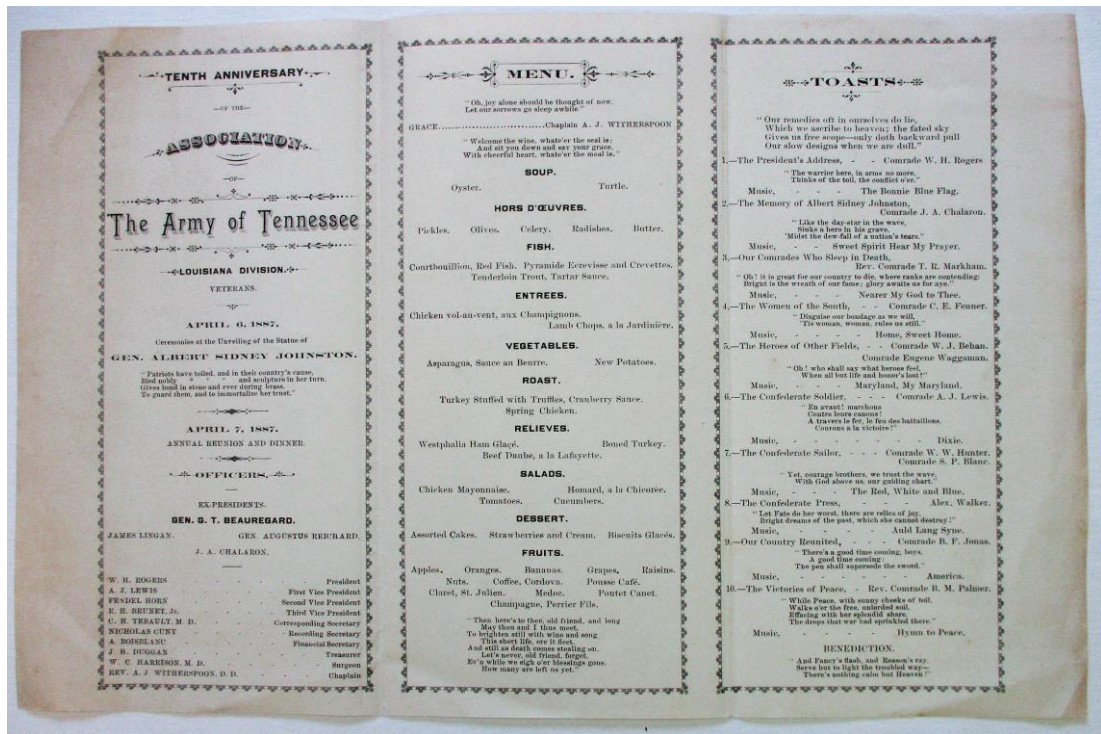 TENTH ANNIVERSARY
—OF THE—
ASSOCIATION
—OF—
The Army of Tennessee
LOUISIANA DIVISION.
VETERANS.
APRIL 6, 1887,
Ceremonies at the Unveiling of the Statue of
GEN. ALBERT SIDNEY JOHNSTON.
"Patriots have toiled, and in their country's cause,
Bled nobly * * * and sculpture in her turn.
Gives bond in stone and ever during brass,
To guard them, and to immortalize her trust."
APRIL 7, 1887.
ANNUAL REUNION AND DINNER.
OFFICERS.
EX-PRESIDENTS.
GEN. G. T. BEAUREGARD.
JAMES LINGAN. GEN. AUGUSTUS REICHARD.
J. A. CHALARON.
W. H. ROGERS President
A. J. LEWIS First Vice President
FENDEL HORN Second Vice President
R. H. BRUNET, Jr. Third Vice President
C. H. TEBAULT, M. D. Corresponding Secretary
NICHOLAS CUNY Recording Secretary
A. BOISBLANC Financial Secretary
J. H. DUGGAN Treasurer
W. C. HARRISON, M. D. Surgeon
REV. A. J. WITHERSPOON, D. D. Chaplain
MENU.
"Oh, joy alone should be thought of now,
Let our sorrows go sleep awhile."
GRACE..............................Chaplain A. J. WITHERSPOON
"Welcome the wine, whate'er the seal is;
And sit you down and say your grace,
With cheerful heart, whate'er the meal is."
SOUP.
Oyster. Turtle.
HORS D'ŒUVRES.
Pickles. Olives. Celery. Radishes. Butter.
FISH.
Courtbouillion, Red Fish. Pyramide Ecrevisse and Crevettes.
Tenderloin Trout, Tartar Sauce.
ENTREES.
Chicken vol-au-vent, aux Champignons.
Lamb Chops, a la Jardinière.
VEGETABLES.
Asparagus, Sauce au Beurre. New Potatoes.
ROAST.
Turkey Stuffed with Truffles, Cranberry Sauce.
Spring Chicken.
RELIEVES.
Westphalia Ham Glaçé. Boned Turkey.
Beef Daube, a la Lafayette.
SALADS.
Chicken Mayonnaise. Homard, a la Chicorée.
Tomatoes. Cucumbers.
DESSERT.
Assorted Cakes. Strawberries and Cream. Biscuits Glacés.
FRUITS.
Apples. Oranges. Bananas. Grapes, Raisins.
Nuts. Coffee, Cordova. Pousse Café.
Claret, St. Julien. Medoc. Pontet Canet.
Champagne, Perrier Fils.
"Then here's to thee, old friend, and long
May thou and I thus meet,
To brighten still with wine and song
This short life, ere it fleet.
And still as death comes stealing on,
Let's never, old friend, forget,
Ev'n while we sigh o'er blessings gone,
How many are left us yet."
TOASTS
"Our remedies oft in ourselves do lie,
Which we ascribe to heaven; the fated sky
Gives us free scope—only doth backward pull
Our slow designs when we are dull."
1.—The President's Address, - - Comrade W. H. Rogers
"The warrior here, in arms no more,
Thinks of the toil, the conflict o'er."
Music, - - - The Bonnie Blue Flag.
2.—The Memory of Albert Sidney Johnston,
Comrade J. A. Chalaron.
"Like the day-star in the wave,
Sinks a hero in his grave,
'Midst the dew-fall of a nation's tears."
Music, - - Sweet Spirit Hear My Prayer.
3.—Our Comrades Who Sleep in Death,
Rev. Comrade T. R. Markham.
"Oh! it is great for our country to die, where ranks are contending:
Bright is the wreath of our fame; glory awaits us for aye."
Music, - - - Nearer My God to Thee.
4.—The Women of the South, - - Comrade C. E. Fenner.
"Disguise our bondage as we will,
'Tis woman, woman, rules us still."
Music, - - - - Home, Sweet Home.
5.—The Heroes of Other Fields, - - Comrade W. J. Behan.
Comrade Eugene Waggaman.
"Oh! who shall say what heroes feel,
When all but life and honor's lost!"
Music, - - - Maryland, My Maryland.
6.—The Confederate Soldier, - - - Comrade A. J. Lewis.
"En avant! marchons
Contre leurs canons!
A travers le fer, le feu des battaillons
Courons a la victoire!"
Music, - - - - - - Dixie.
7.—The Confederate Sailor, - - - Comrade W. W. Hunter.
Comrade S. P. Blanc.
"Yet, courage brothers, we trust the wave,
With God above us, our guiding chart."
Music, - - - The Red, White and Blue.
8.—The Confederate Press, - - - - Alex. Walker.
"Let Fate do her worst, there are relics of joy,
Bright dreams of the past, which she cannot destroy!"
Music, - - - - Auld Lang Syne.
9.—Our Country Reunited, - - - Comrade B. F. Jonas.
"There's a good time coming, boys,
A good time coming:
The pen shall supersede the sword."
Music, - - - - - America.
10.—The Victories of Peace, - Rev. Comrade B. M. Palmer.
"While Peace, with sunny cheeks of toil,
Walks o'er the free, unlorded soil,
Effacing with her splendid share,
The drops that war had sprinkled there."
Music, - - - - Hymn to Peace.
BENEDICTION.
"And Fancy's flash, and Reason's ray,
Serve but to light the troubled way—
There's nothing calm but Heaven!"